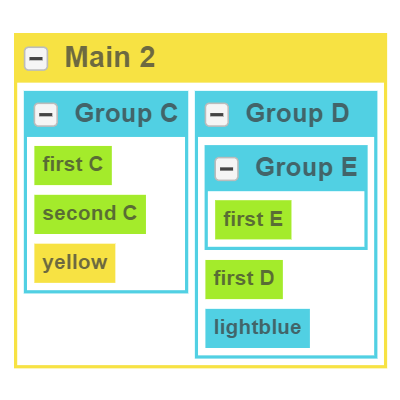 Main 2
Group C
first C
second C
yellow
Group D
Group E
first E
first D
lightblue